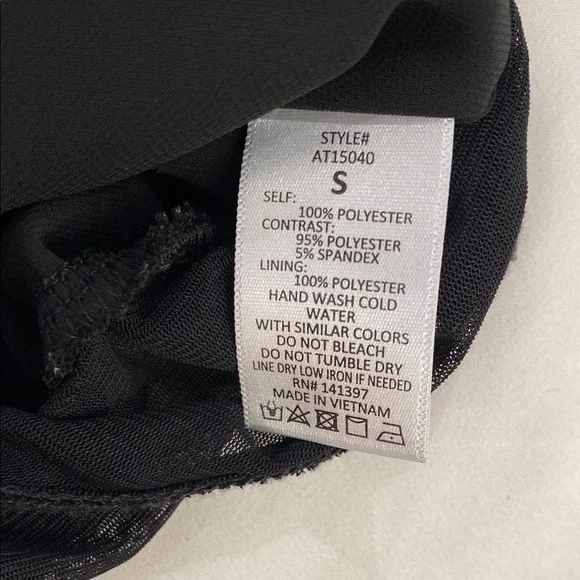 STYLE#
AT15040
S
SELF:
100% POLYESTER
CONTRAST:
95% POLYESTER
5% SPANDEX
LINING:
100% POLYESTER
HAND WASH COLD
WATER
WITH SIMILAR COLORS
DO NOT BLEACH
DO NOT TUMBLE DRY
LINE DRY LOW IRON IF NEEDED
RN# 141397
MADE IN VIETNAM